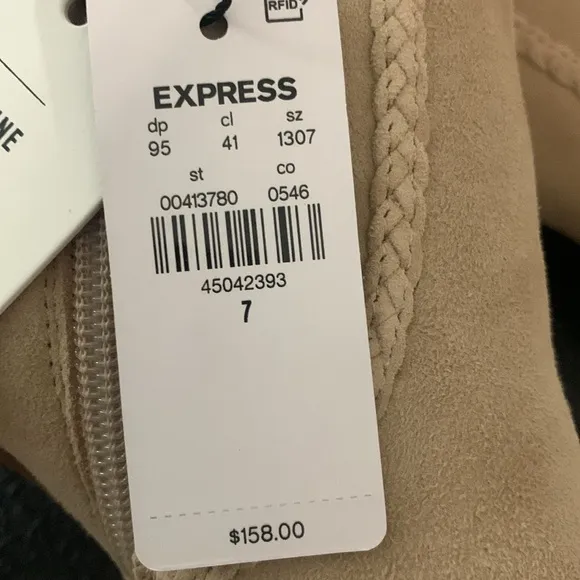 RFID
EXPRESS
dp cl sz
95 41 1307
st co
00413780 0546
45042393
7
$158.00